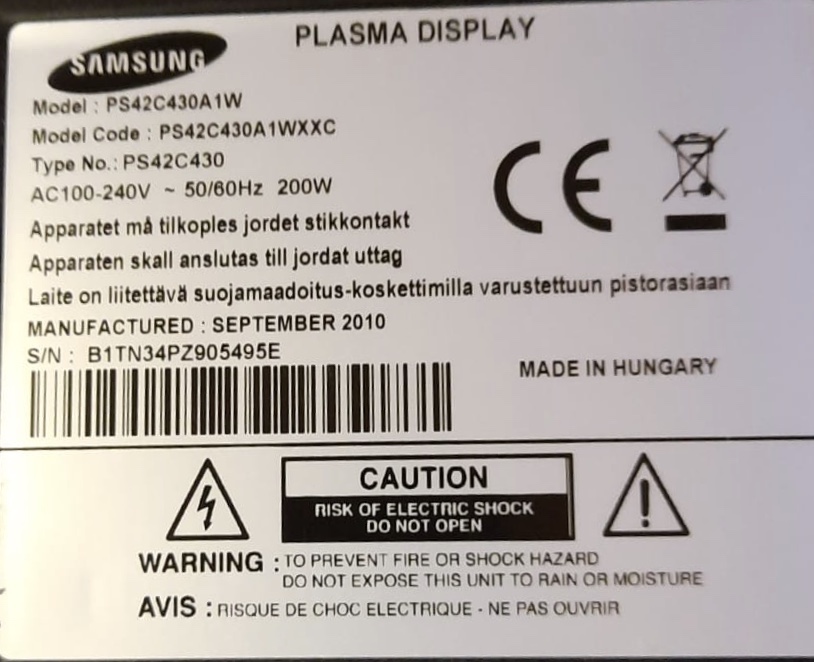 SAMSUNG
PLASMA DISPLAY
Model : PS42C430A1W
Model Code : PS42C430A1WXXC
Type No.: PS42C430
AC100-240V ~ 50/60Hz 200W
CE
Apparatet må tilkoples jordet stikkontakt
Apparaten skall anslutas till jordat uttag
Laite on liitettävä suojamaadoitus-koskettimilla varustettuun pistorasiaan
MANUFACTURED : SEPTEMBER 2010
S/N : B1TN34PZ905495E
MADE IN HUNGARY
CAUTION
RISK OF ELECTRIC SHOCK
DO NOT OPEN
WARNING : TO PREVENT FIRE OR SHOCK HAZARD
DO NOT EXPOSE THIS UNIT TO RAIN OR MOISTURE
AVIS : RISQUE DE CHOC ELECTRIQUE - NE PAS OUVRIR